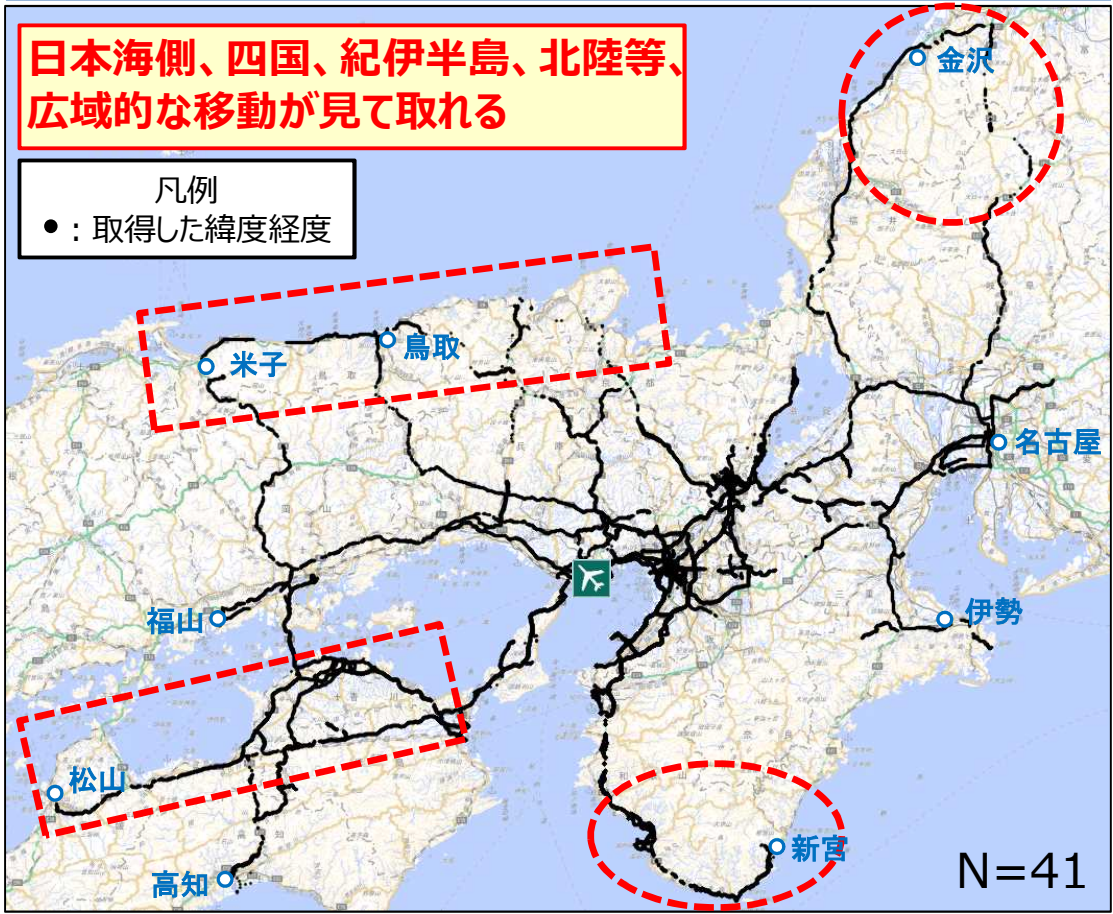 日本海側、四国、紀伊半島、北陸等、
広域的な移動が見て取れる
凡例
●：取得した緯度経度
金沢
米子
鳥取
名古屋
福山
伊勢
松山
高知
新宮
N=41